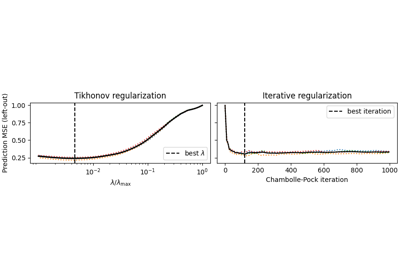 Tikhonov regularization
Prediction MSE (left-out)
1.00
0.75
0.50
0.25
10⁻²
10⁻¹
10⁰
λ/λmax
best λ
Iterative regularization
0
200
400
600
800
1000
Chambolle-Pock iteration
best iteration